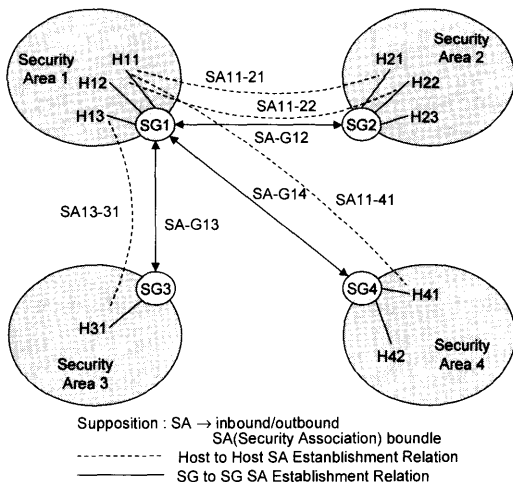 Security
Area 1
H11
H12
H13
SG1
SA11-21
SA11-22
SA-G12
H21
Security
Area 2
H22
H23
SG2
SA13-31
SA-G13
SA-G14
SA11-41
SG3
H31
Security
Area 3
SG4
H41
H42
Security
Area 4
Supposition : SA → inbound/outbound
SA(Security Association) boundle
Host to Host SA Estanblishment Relation
SG to SG SA Establishment Relation